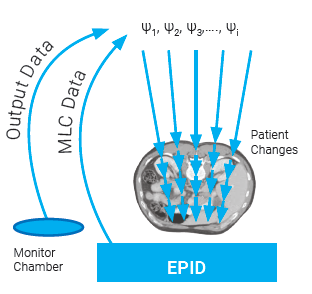 Ψ1, Ψ2, Ψ3,...., Ψi
Output Data
MLC Data
Patient
Changes
Monitor
Chamber
EPID